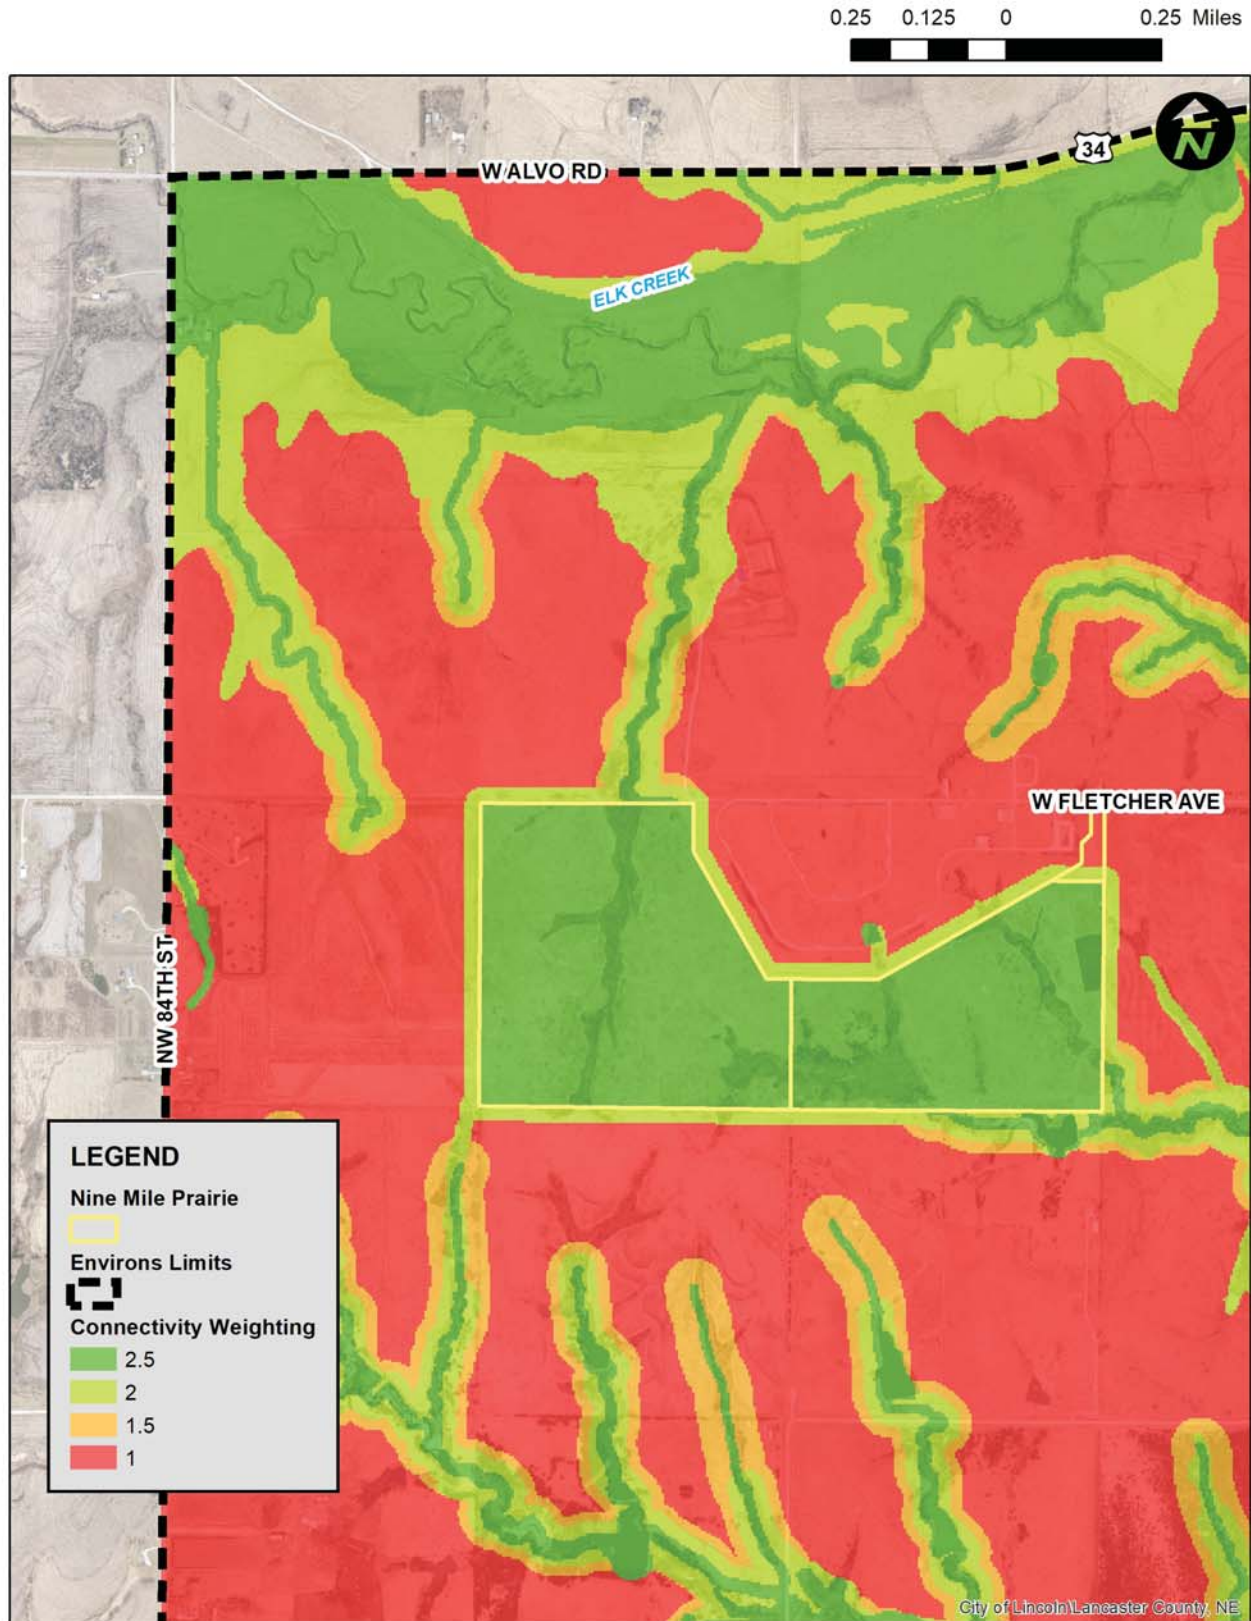 0.25 0.125 0 0.25 Miles
N
34
W ALVO RD
ELK CREEK
W FLETCHER AVE
NW 84TH ST
LEGEND
Nine Mile Prairie
Environs Limits
Connectivity Weighting
2.5
2
1.5
1
City of Lincoln\Lancaster County, NE